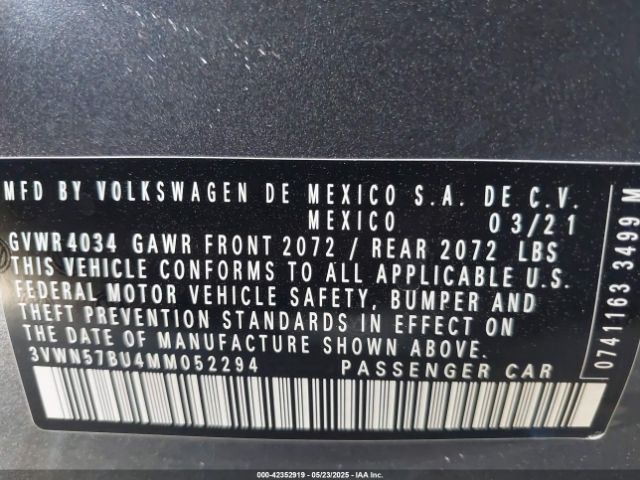 MFD BY VOLKSWAGEN DE MEXICO S.A. DE C.V.
MEXICO 03/21
GVWR4034 GAWR FRONT 2072 / REAR 2072 LBS
THIS VEHICLE CONFORMS TO ALL APPLICABLE U.S.
FEDERAL MOTOR VEHICLE SAFETY, BUMPER AND
THEFT PREVENTION STANDARDS IN EFFECT ON
THE DATE OF MANUFACTURE SHOWN ABOVE.
3VWN57BU4MM052294 PASSENGER CAR
0741163 3499 M
000-42352919 - 05/23/2025 - IAA Inc.